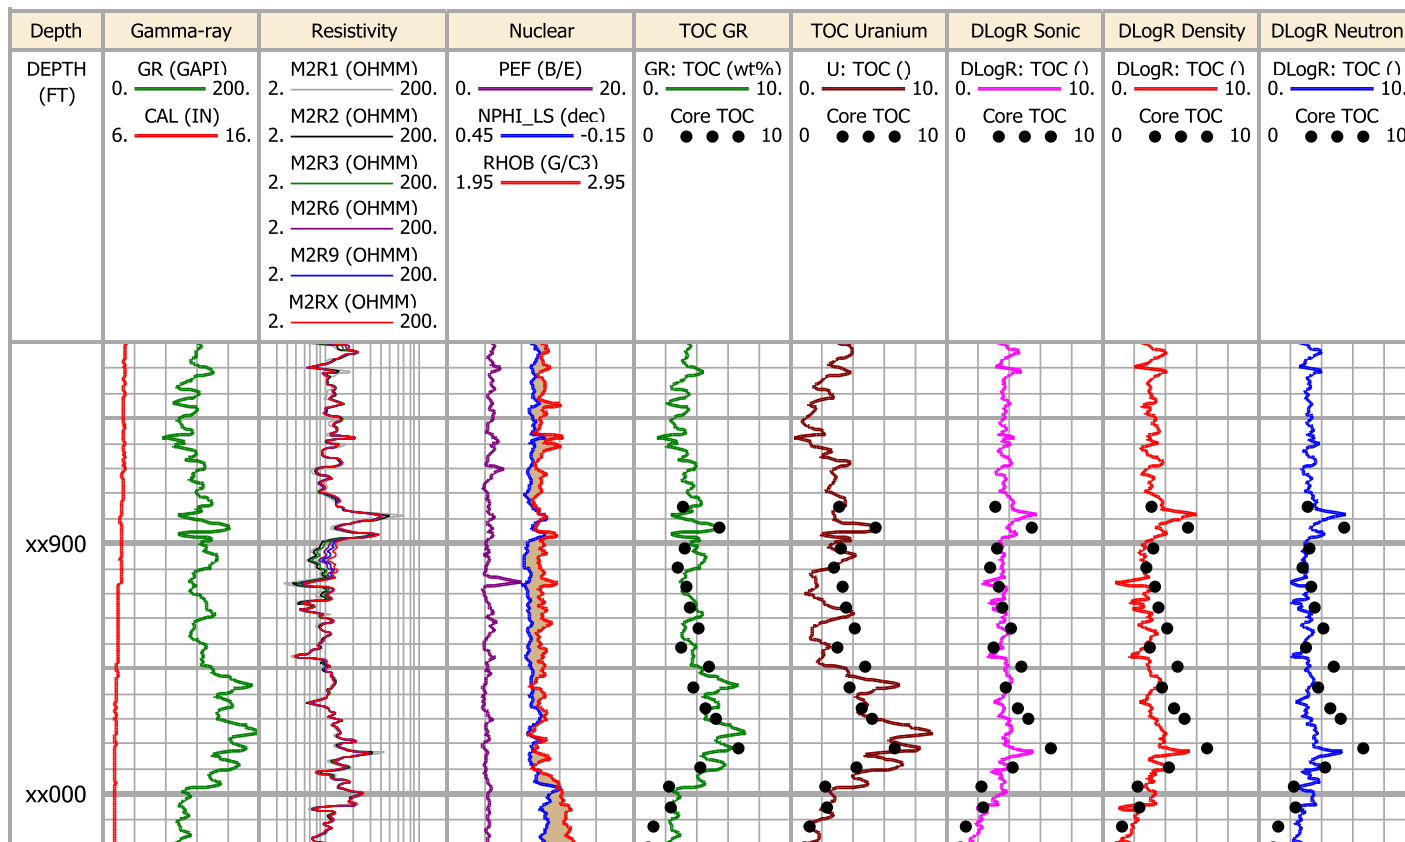 Depth Gamma-ray Resistivity Nuclear TOC GR TOC Uranium DLogR Sonic DLogR Density DLogR Neutron
DEPTH (FT)
GR (GAPI)
0. 200.
CAL (IN)
6. 16.
M2R1 (OHMM)
2. 200.
M2R2 (OHMM)
2. 200.
M2R3 (OHMM)
2. 200.
M2R6 (OHMM)
2. 200.
M2R9 (OHMM)
2. 200.
M2RX (OHMM)
2. 200.
PEF (B/E)
0. 20.
NPHI_LS (dec)
0.45 -0.15
RHOB (G/C3)
1.95 2.95
GR: TOC (wt%)
0. 10.
Core TOC
0 10
U: TOC ()
0. 10.
Core TOC
0 10
DLogR: TOC ()
0. 10.
Core TOC
0 10
DLogR: TOC ()
0. 10.
Core TOC
0 10
DLogR: TOC ()
0. 10.
Core TOC
0 10
xx900
xx000